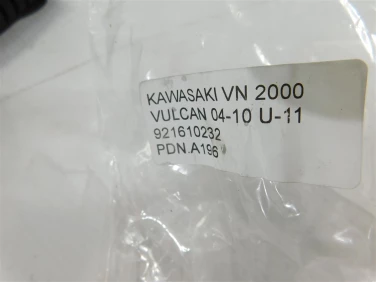 KAWASAKI VN 2000
VULCAN 04-10 U-11
921610232
PDN.A196